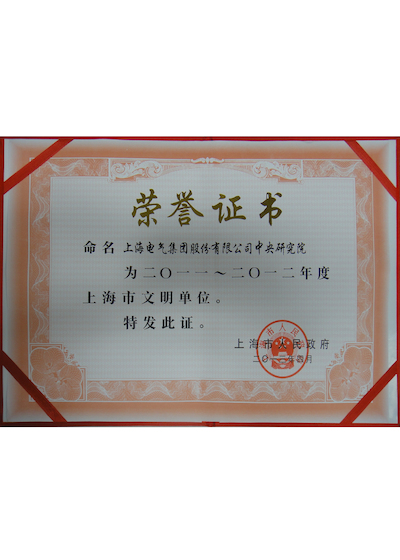 荣誉证书
命名 上海电气集团股份有限公司中央研究院
为二〇一一～二〇一二年度
上海市文明单位。
特发此证。
上海市人民政府